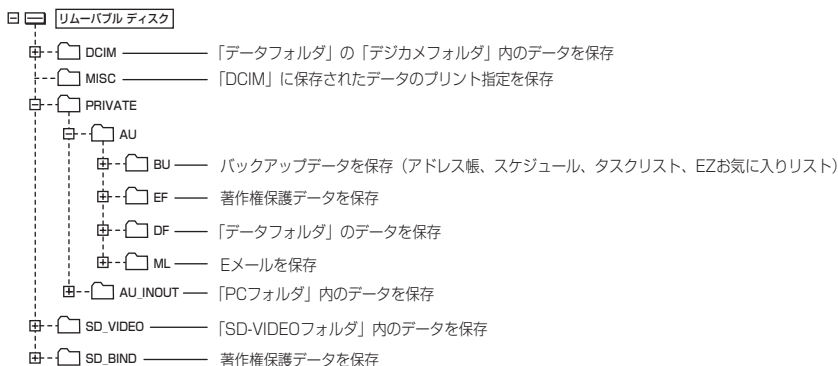 リムーバブル ディスク
DCIM 「データフォルダ」の「デジカメフォルダ」内のデータを保存
MISC 「DCIM」に保存されたデータのプリント指定を保存
PRIVATE
AU
BU バックアップデータを保存（アドレス帳、スケジュール、タスクリスト、EZお気に入りリスト）
EF 著作権保護データを保存
DF 「データフォルダ」のデータを保存
ML Eメールを保存
AU_INOUT 「PCフォルダ」内のデータを保存
SD_VIDEO 「SD-VIDEOフォルダ」内のデータを保存
SD_BIND 著作権保護データを保存